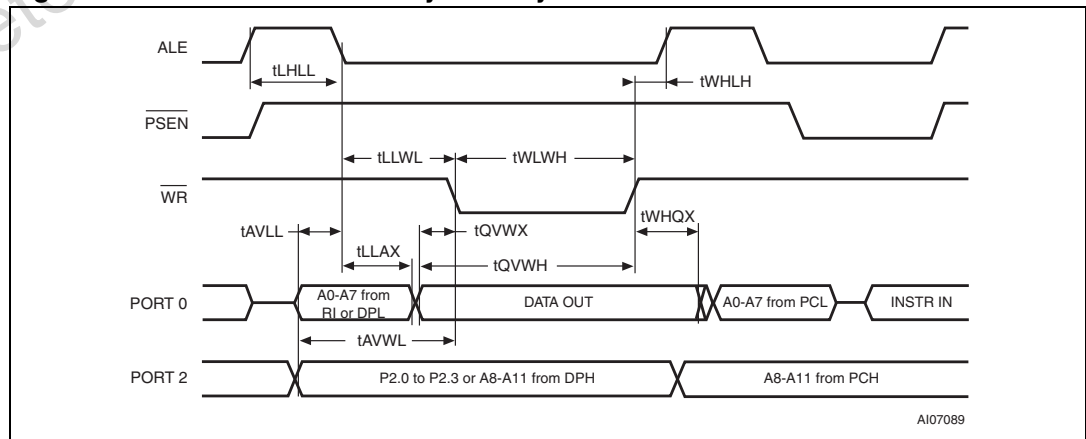 ALE
tLHLL
tWHLH
PSEN
tLLWL
tWLWH
WR
tWHQX
tAVLL
tQVWX
tLLAX
tQVWH
PORT 0
A0-A7 from
RI or DPL
DATA OUT
A0-A7 from PCL
INSTR IN
tAVWL
PORT 2
P2.0 to P2.3 or A8-A11 from DPH
A8-A11 from PCH
AI07089